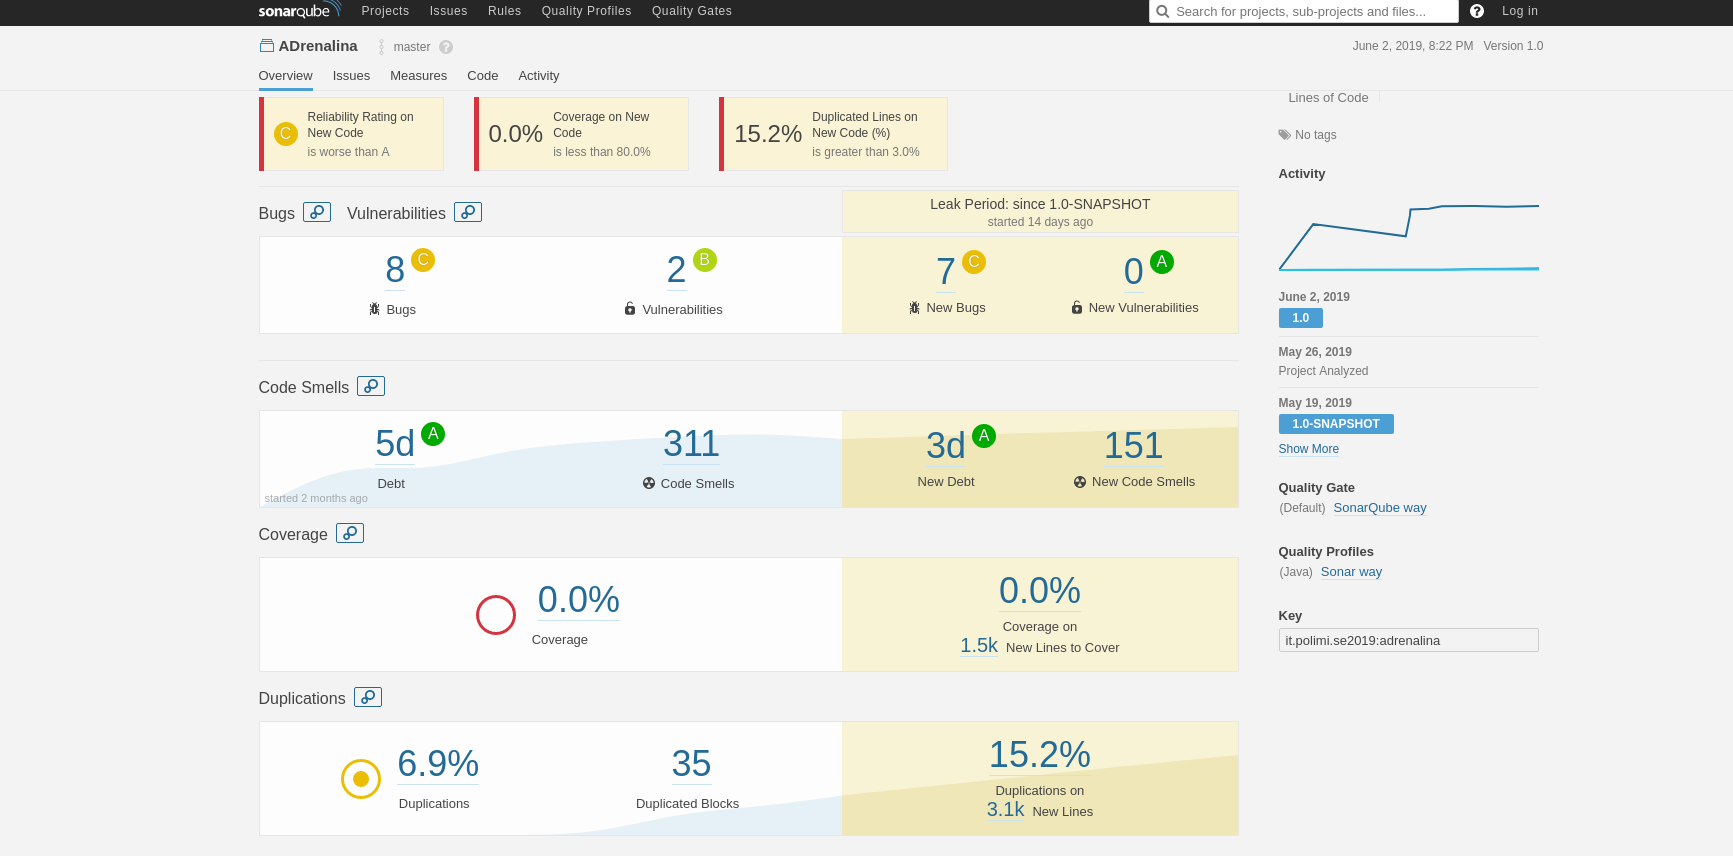 sonarqube Projects Issues Rules Quality Profiles Quality Gates Search for projects, sub-projects and files... Log in
ADrenalina master June 2, 2019, 8:22 PM Version 1.0
Overview Issues Measures Code Activity
C Reliability Rating on New Code is worse than A
0.0% Coverage on New Code is less than 80.0%
15.2% Duplicated Lines on New Code (%) is greater than 3.0%
Bugs Vulnerabilities
Leak Period: since 1.0-SNAPSHOT
started 14 days ago
8 C 2 B 7 C 0 A
Bugs Vulnerabilities New Bugs New Vulnerabilities
Code Smells
5d A 311 3d A 151
Debt Code Smells New Debt New Code Smells
started 2 months ago
Coverage
0.0% 0.0%
Coverage Coverage on
1.5k New Lines to Cover
Duplications
6.9% 35 15.2%
Duplications Duplicated Blocks Duplications on
3.1k New Lines
Lines of Code
No tags
Activity
June 2, 2019
1.0
May 26, 2019
Project Analyzed
May 19, 2019
1.0-SNAPSHOT
Show More
Quality Gate
(Default) SonarQube way
Quality Profiles
(Java) Sonar way
Key
it.polimi.se2019:adrenalina